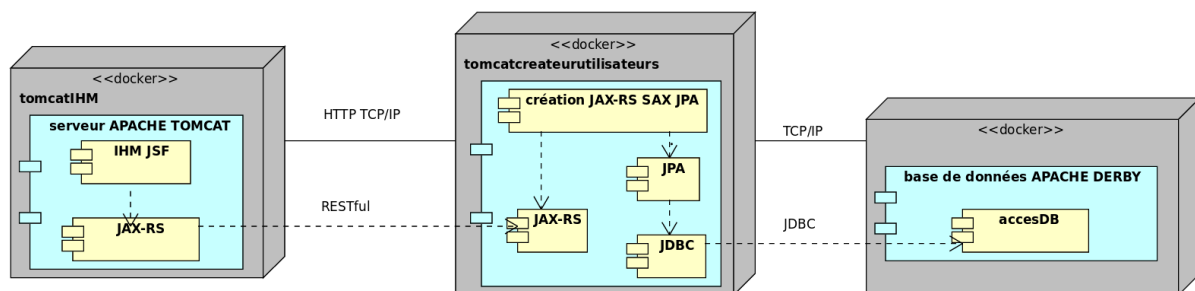 <<docker>>
tomcatIHM
serveur APACHE TOMCAT
IHM JSF
JAX-RS
HTTP TCP/IP
RESTful
<<docker>>
tomcatcreateurutilisateurs
création JAX-RS SAX JPA
JPA
JAX-RS
JDBC
TCP/IP
JDBC
<<docker>>
base de données APACHE DERBY
accesDB